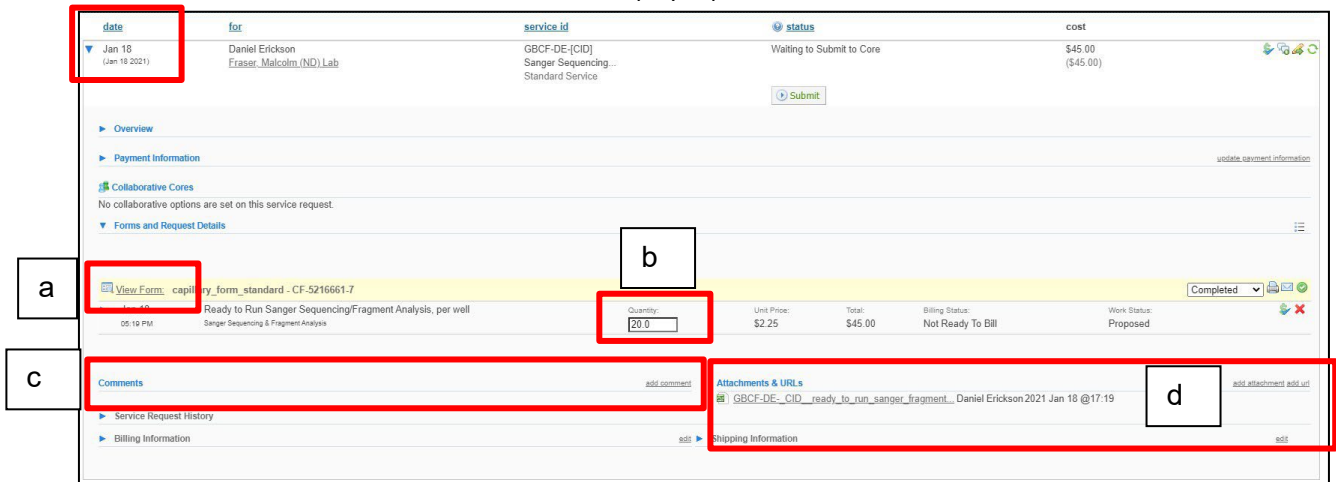 date for service id status cost
Jan 18 Daniel Erickson GBCF-DE-[CID] Waiting to Submit to Core $45.00
(Jan 18 2021) Fraser, Malcolm (ND) Lab Sanger Sequencing... ($45.00)
Standard Service
Submit
Overview
Payment Information update payment information
Collaborative Cores
No collaborative options are set on this service request.
Forms and Request Details
b
a
View Form: capillary_form_standard - CF-5216661-7 Completed
Ready to Run Sanger Sequencing/Fragment Analysis, per well Quantity: Unit Price: Total: Billing Status: Work Status:
05:19 PM Sanger Sequencing & Fragment Analysis 20.0 $2.25 $45.00 Not Ready To Bill Proposed
c
d
Comments add comment Attachments & URLs add attachment add url
GBCF-DE-_CID__ready_to_run_sanger_fragment... Daniel Erickson 2021 Jan 18 @17:19
Service Request History
Billing Information edit Shipping Information edit